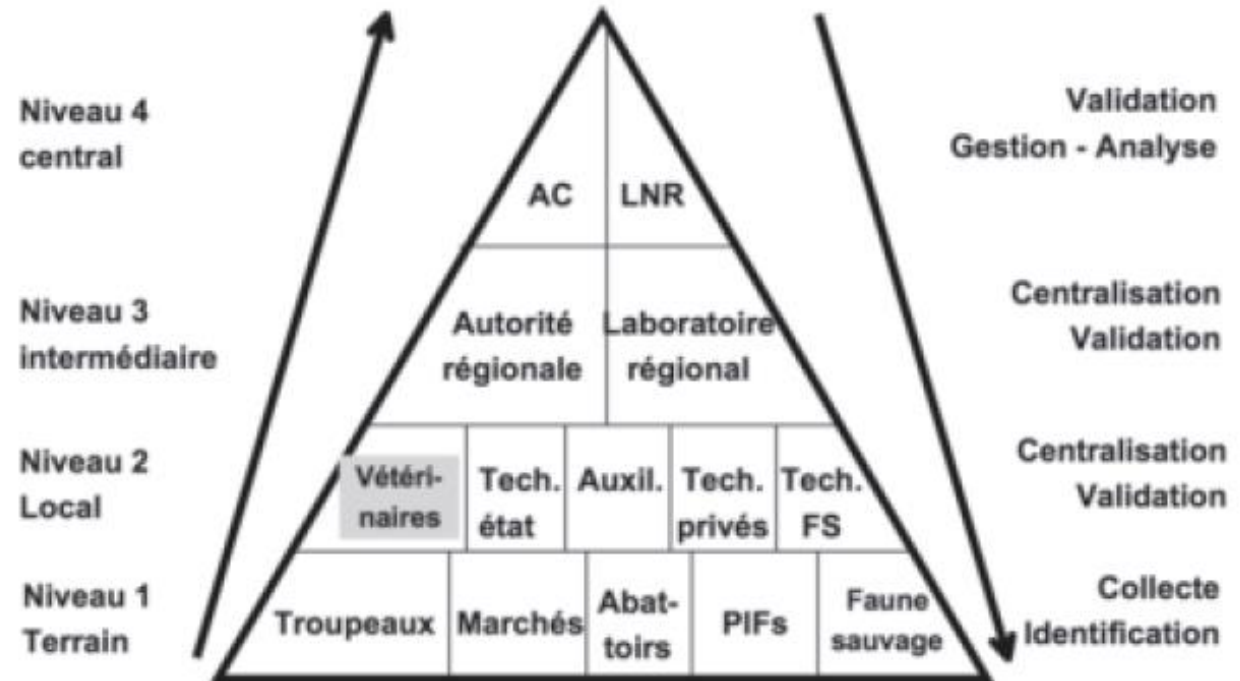 Niveau 4
central
AC
LNR
Validation
Gestion - Analyse
Niveau 3
intermédiaire
Autorité
régionale
Laboratoire
régional
Centralisation
Validation
Niveau 2
Local
Vétéri-
naires
Tech.
état
Auxil.
Tech.
privés
Tech.
FS
Centralisation
Validation
Niveau 1
Terrain
Troupeaux
Marchés
Abat-
toirs
PIFs
Faune
sauvage
Collecte
Identification